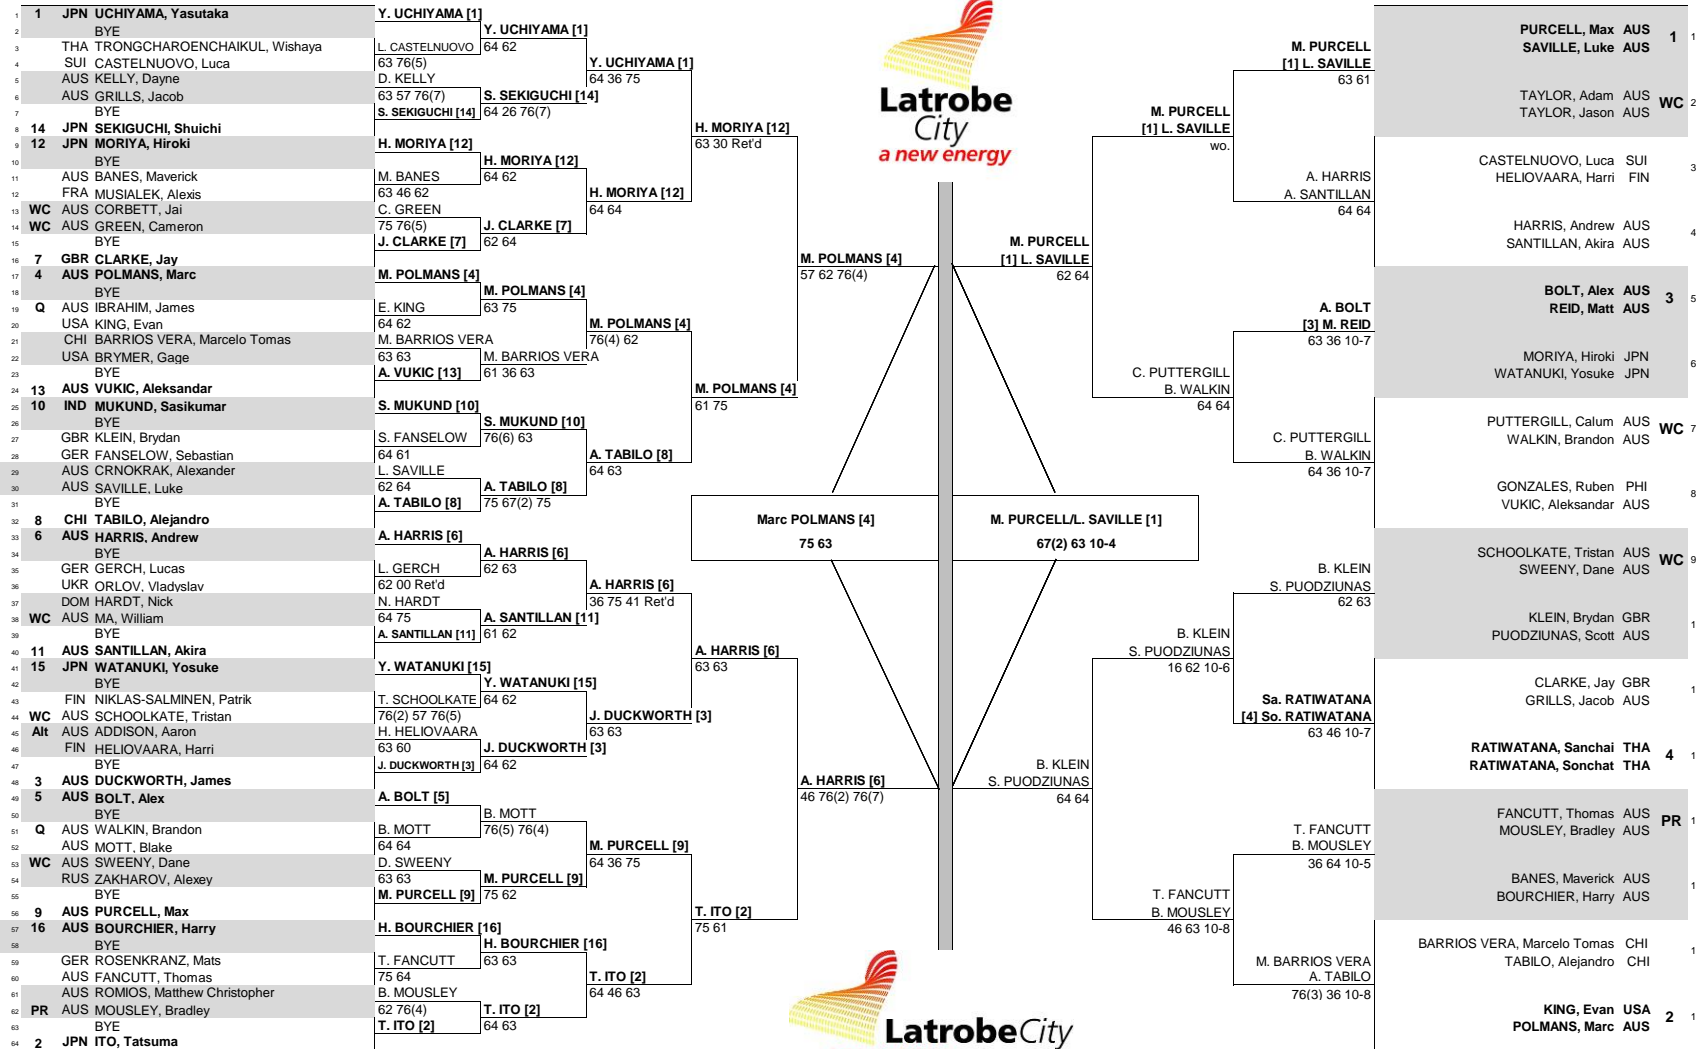 1 1 JPN UCHIYAMA, Yasutaka
2 BYE
3 THA TRONGCHAROENCHAIKUL, Wishaya
4 SUI CASTELNUOVO, Luca
5 AUS KELLY, Dayne
6 AUS GRILLS, Jacob
7 BYE
8 14 JPN SEKIGUCHI, Shuichi
9 12 JPN MORIYA, Hiroki
10 BYE
11 AUS BANES, Maverick
12 FRA MUSIALEK, Alexis
13 WC AUS CORBETT, Jai
14 WC AUS GREEN, Cameron
15 BYE
16 7 GBR CLARKE, Jay
17 4 AUS POLMANS, Marc
18 BYE
19 Q AUS IBRAHIM, James
20 USA KING, Evan
21 CHI BARRIOS VERA, Marcelo Tomas
22 USA BRYMER, Gage
23 BYE
24 13 AUS VUKIC, Aleksandar
25 10 IND MUKUND, Sasikumar
26 BYE
27 GBR KLEIN, Brydan
28 GER FANSELOW, Sebastian
29 AUS CRNOKRAK, Alexander
30 AUS SAVILLE, Luke
31 BYE
32 8 CHI TABILO, Alejandro
33 6 AUS HARRIS, Andrew
34 BYE
35 GER GERCH, Lucas
36 UKR ORLOV, Vladyslav
37 DOM HARDT, Nick
38 WC AUS MA, William
39 BYE
40 11 AUS SANTILLAN, Akira
41 15 JPN WATANUKI, Yosuke
42 BYE
43 FIN NIKLAS-SALMINEN, Patrik
44 WC AUS SCHOOLKATE, Tristan
45 Alt AUS ADDISON, Aaron
46 FIN HELIOVAARA, Harri
47 BYE
48 3 AUS DUCKWORTH, James
49 5 AUS BOLT, Alex
50 BYE
51 Q AUS WALKIN, Brandon
52 AUS MOTT, Blake
53 WC AUS SWEENY, Dane
54 RUS ZAKHAROV, Alexey
55 BYE
56 9 AUS PURCELL, Max
57 16 AUS BOURCHIER, Harry
58 BYE
59 GER ROSENKRANZ, Mats
60 AUS FANCUTT, Thomas
61 AUS ROMIOS, Matthew Christopher
62 PR AUS MOUSLEY, Bradley
63 BYE
64 2 JPN ITO, Tatsuma
Y. UCHIYAMA [1]
L. CASTELNUOVO
63 76(5)
D. KELLY
63 57 76(7)
S. SEKIGUCHI [14]
H. MORIYA [12]
M. BANES
63 46 62
C. GREEN
75 76(5)
J. CLARKE [7]
M. POLMANS [4]
E. KING
64 62
M. BARRIOS VERA
63 63
A. VUKIC [13]
S. MUKUND [10]
S. FANSELOW
64 61
L. SAVILLE
62 64
A. TABILO [8]
A. HARRIS [6]
L. GERCH
62 00 Ret'd
N. HARDT
64 75
A. SANTILLAN [11]
Y. WATANUKI [15]
T. SCHOOLKATE
76(2) 57 76(5)
H. HELIOVAARA
63 60
J. DUCKWORTH [3]
A. BOLT [5]
B. MOTT
64 64
D. SWEENY
63 63
M. PURCELL [9]
H. BOURCHIER [16]
T. FANCUTT
75 64
B. MOUSLEY
62 76(4)
T. ITO [2]
Y. UCHIYAMA [1]
64 62
S. SEKIGUCHI [14]
64 26 76(7)
H. MORIYA [12]
64 62
J. CLARKE [7]
62 64
M. POLMANS [4]
63 75
M. BARRIOS VERA
61 36 63
S. MUKUND [10]
76(6) 63
A. TABILO [8]
75 67(2) 75
A. HARRIS [6]
62 63
A. SANTILLAN [11]
61 62
Y. WATANUKI [15]
64 62
J. DUCKWORTH [3]
64 62
B. MOTT
76(5) 76(4)
M. PURCELL [9]
75 62
H. BOURCHIER [16]
63 63
T. ITO [2]
64 63
Y. UCHIYAMA [1]
64 36 75
H. MORIYA [12]
64 64
M. POLMANS [4]
76(4) 62
A. TABILO [8]
64 63
A. HARRIS [6]
36 75 41 Ret'd
J. DUCKWORTH [3]
63 63
M. PURCELL [9]
64 36 75
T. ITO [2]
64 46 63
H. MORIYA [12]
63 30 Ret'd
M. POLMANS [4]
61 75
A. HARRIS [6]
63 63
T. ITO [2]
75 61
M. POLMANS [4]
57 62 76(4)
A. HARRIS [6]
46 76(2) 76(7)
Marc POLMANS [4]
75 63
Latrobe
City
a new energy
LatrobeCity
M. PURCELL/L. SAVILLE [1]
67(2) 63 10-4
M. PURCELL
[1] L. SAVILLE
62 64
B. KLEIN
S. PUODZIUNAS
64 64
M. PURCELL
[1] L. SAVILLE
wo.
C. PUTTERGILL
B. WALKIN
64 64
B. KLEIN
S. PUODZIUNAS
16 62 10-6
T. FANCUTT
B. MOUSLEY
46 63 10-8
M. PURCELL
[1] L. SAVILLE
63 61
A. HARRIS
A. SANTILLAN
64 64
A. BOLT
[3] M. REID
63 36 10-7
C. PUTTERGILL
B. WALKIN
64 36 10-7
B. KLEIN
S. PUODZIUNAS
62 63
Sa. RATIWATANA
[4] So. RATIWATANA
63 46 10-7
T. FANCUTT
B. MOUSLEY
36 64 10-5
M. BARRIOS VERA
A. TABILO
76(3) 36 10-8
PURCELL, Max AUS
SAVILLE, Luke AUS
1 1
TAYLOR, Adam AUS
TAYLOR, Jason AUS
WC 2
CASTELNUOVO, Luca SUI
HELIOVAARA, Harri FIN
3
HARRIS, Andrew AUS
SANTILLAN, Akira AUS
4
BOLT, Alex AUS
REID, Matt AUS
3 5
MORIYA, Hiroki JPN
WATANUKI, Yosuke JPN
6
PUTTERGILL, Calum AUS
WALKIN, Brandon AUS
WC 7
GONZALES, Ruben PHI
VUKIC, Aleksandar AUS
8
SCHOOLKATE, Tristan AUS
SWEENY, Dane AUS
WC 9
KLEIN, Brydan GBR
PUODZIUNAS, Scott AUS
1
CLARKE, Jay GBR
GRILLS, Jacob AUS
1
RATIWATANA, Sanchai THA
RATIWATANA, Sonchat THA
4 1
FANCUTT, Thomas AUS
MOUSLEY, Bradley AUS
PR 1
BANES, Maverick AUS
BOURCHIER, Harry AUS
1
BARRIOS VERA, Marcelo Tomas CHI
TABILO, Alejandro CHI
1
KING, Evan USA
POLMANS, Marc AUS
2 1